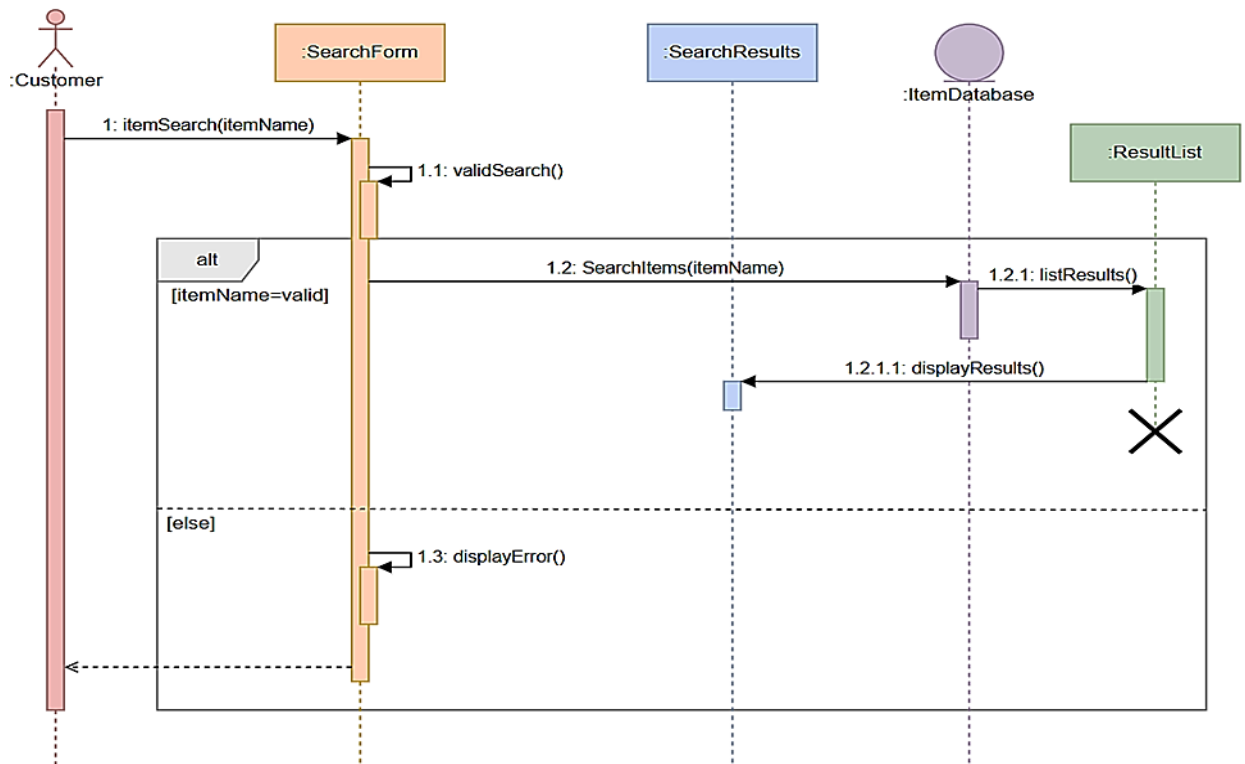 :Customer
:SearchForm
:SearchResults
:ItemDatabase
:ResultList
1: itemSearch(itemName)
1.1: validSearch()
alt
[itemName=valid]
1.2: SearchItems(itemName)
1.2.1: listResults()
1.2.1.1: displayResults()
[else]
1.3: displayError()